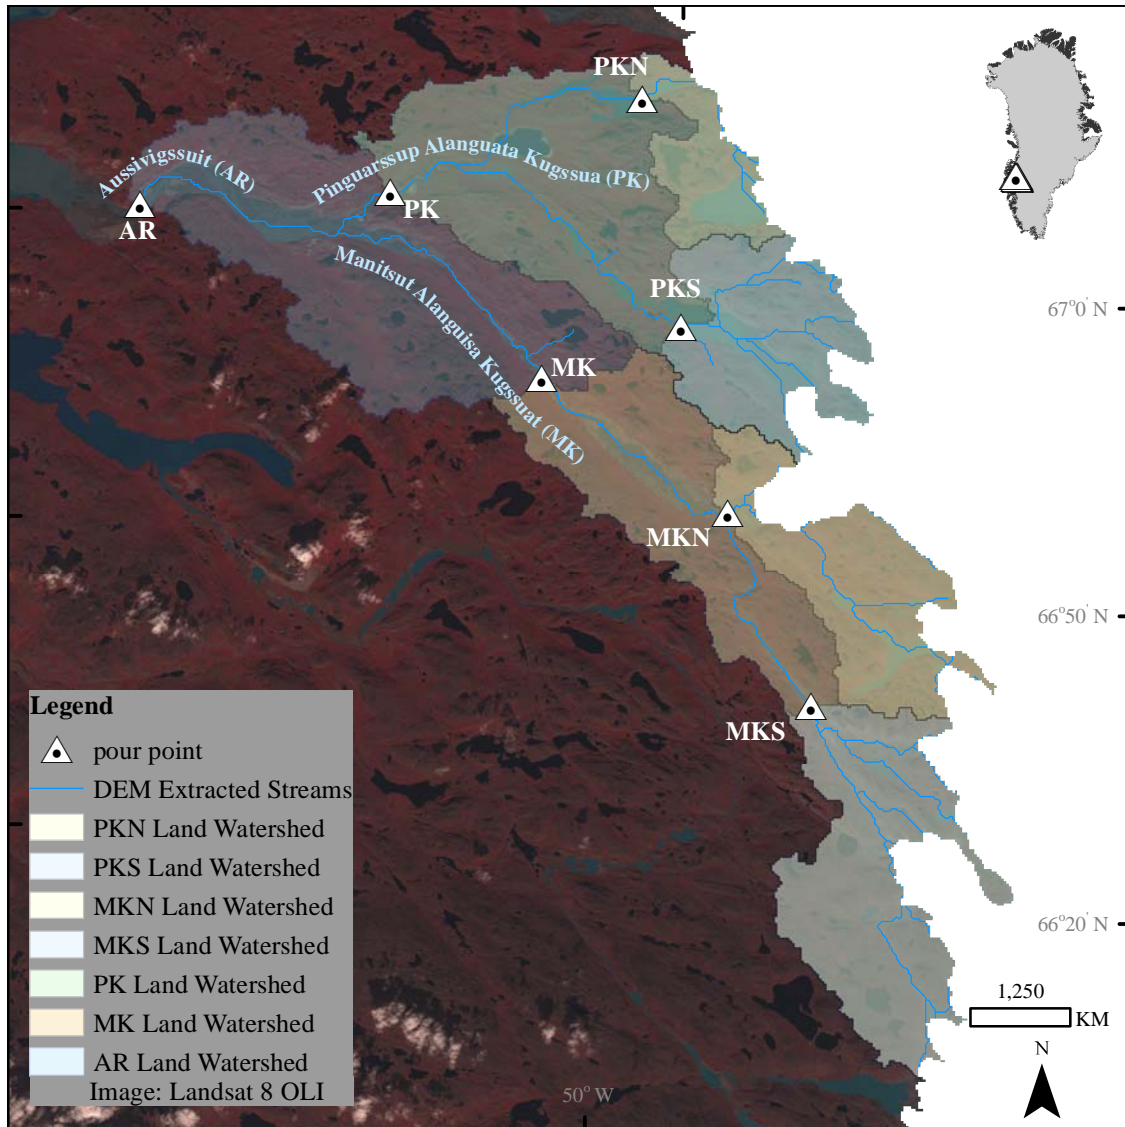 PKN
Aussivigssuit (AR)
Pinguarssup Alanguata Kugssua (PK)
PK
AR
Manitsut Alanguisa Kugssuat (MK)
PKS
67°0' N
MK
MKN
66°50' N
MKS
Legend
pour point
DEM Extracted Streams
PKN Land Watershed
PKS Land Watershed
MKN Land Watershed
MKS Land Watershed
PK Land Watershed
MK Land Watershed
AR Land Watershed
Image: Landsat 8 OLI
66°20' N
1,250
KM
N
50° W